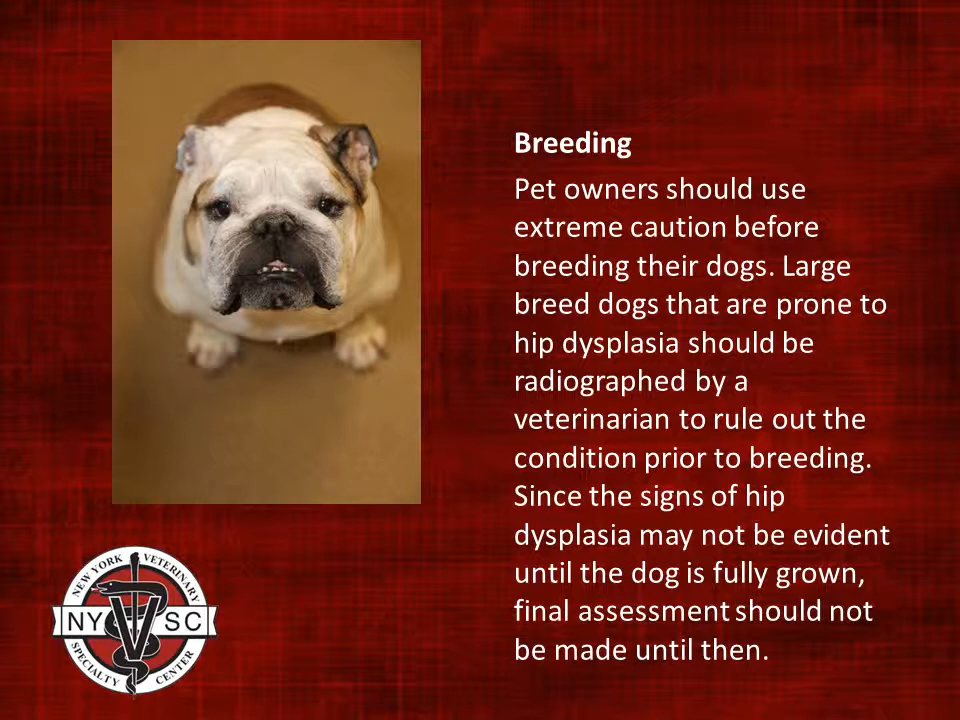 Breeding
Pet owners should use
extreme caution before
breeding their dogs. Large
breed dogs that are prone to
hip dysplasia should be
radiographed by a
veterinarian to rule out the
condition prior to breeding.
Since the signs of hip
dysplasia may not be evident
until the dog is fully grown,
final assessment should not
be made until then.
NEW YORK VETERINARY
NY SC
SPECIALTY CENTER